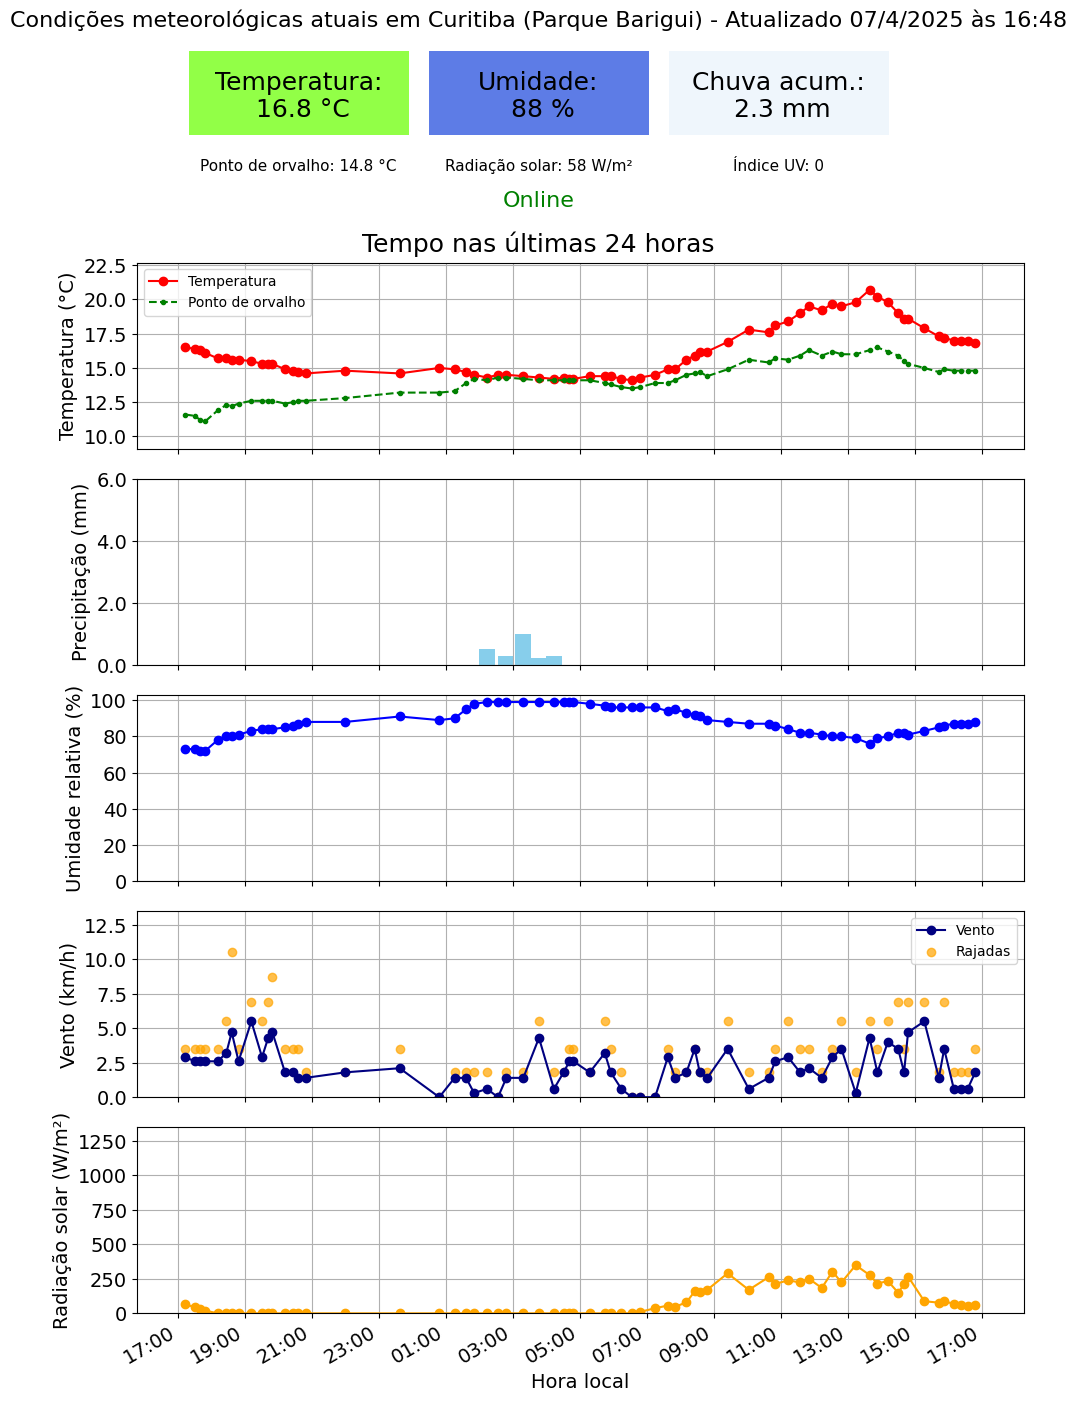 Condições meteorológicas atuais em Curitiba (Parque Barigui) - Atualizado 07/4/2025 às 16:48
Temperatura:
16.8 °C
Umidade:
88 %
Chuva acum.:
2.3 mm
Ponto de orvalho: 14.8 °C
Radiação solar: 58 W/m²
Índice UV: 0
Online
Tempo nas últimas 24 horas
Temperatura (°C)
22.5
20.0
17.5
15.0
12.5
10.0
Temperatura
Ponto de orvalho
Precipitação (mm)
6.0
4.0
2.0
0.0
Umidade relativa (%)
100
80
60
40
20
0
Vento (km/h)
12.5
10.0
7.5
5.0
2.5
0.0
Vento
Rajadas
Radiação solar (W/m²)
1250
1000
750
500
250
0
17:00
19:00
21:00
23:00
01:00
03:00
05:00
07:00
09:00
11:00
13:00
15:00
17:00
Hora local